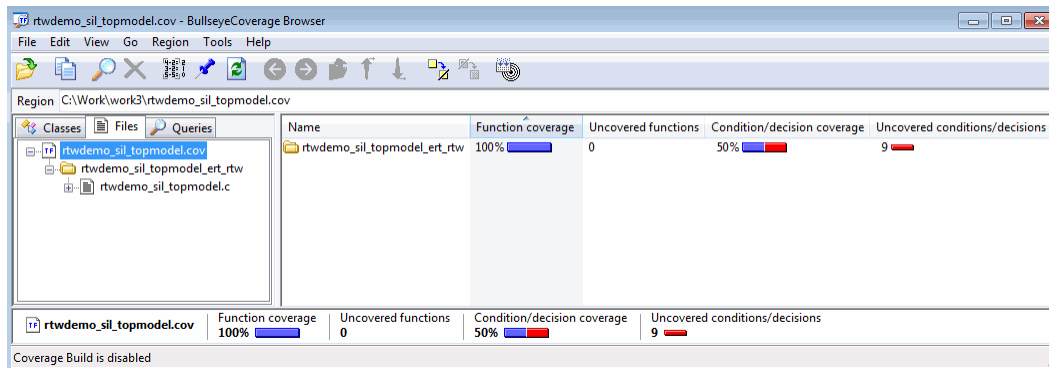 rtwdemo_sil_topmodel.cov - BullseyeCoverage Browser
File Edit View Go Region Tools Help
Region C:\Work\work3\rtwdemo_sil_topmodel.cov
Classes Files Queries
TF rtwdemo_sil_topmodel.cov
rtwdemo_sil_topmodel_ert_rtw
rtwdemo_sil_topmodel.c
Name Function coverage Uncovered functions Condition/decision coverage Uncovered conditions/decisions
rtwdemo_sil_topmodel_ert_rtw 100% 0 50% 9
TF rtwdemo_sil_topmodel.cov
Function coverage Uncovered functions Condition/decision coverage Uncovered conditions/decisions
100% 0 50% 9
Coverage Build is disabled